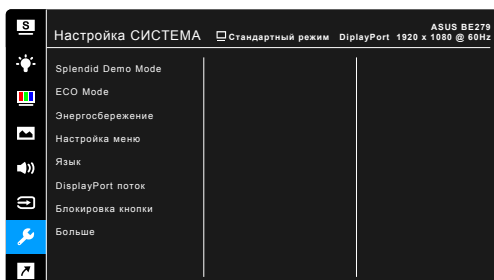 S
ASUS BE279
Настройка СИСТЕМА
Стандартный режим DiplayPort 1920 x 1080 @ 60Hz
Splendid Demo Mode
ECO Mode
Энергосбережение
Настройка меню
Язык
DisplayPort поток
Блокировка кнопки
Больше